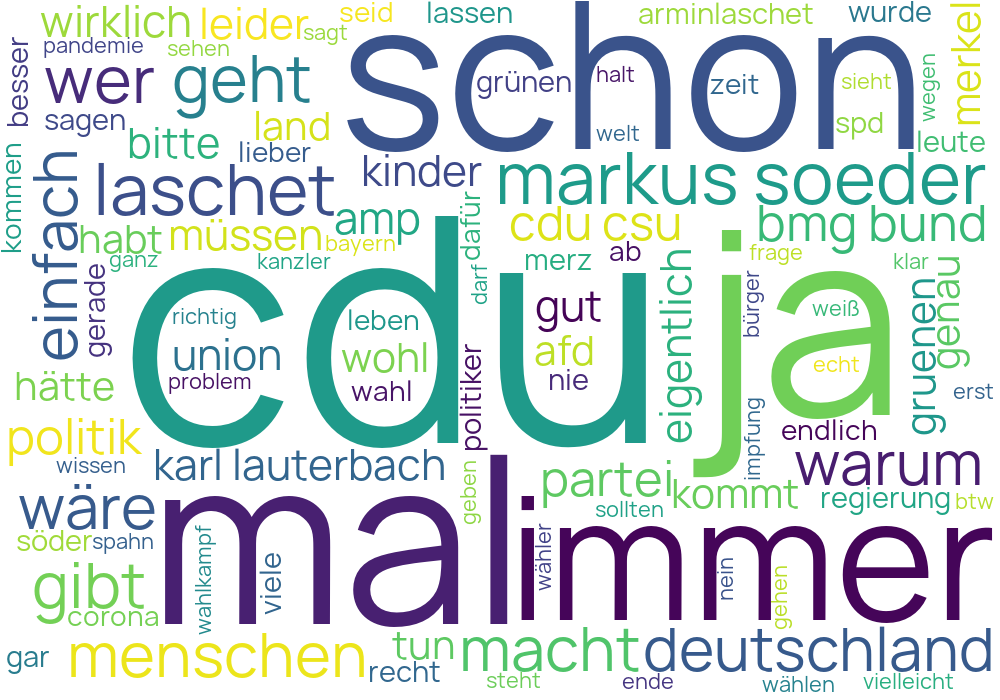 wirklich
leider
seid
lassen
arminlaschet
wurde
sagt
pandemie
sehen
besser
wer
geht
schon
grünen
halt
zeit
sieht
wegen
merkel
sagen
bitte
land
lieber
welt
spd
leute
kommen
einfach
laschet
kinder
markus soeder
habt
müssen
amp
dafür
cdu csu
bmg bund
ganz
bayern
kanzler
darf
merz
ab
frage
klar
gerade
cdu
ja
richtig
leben
gut
eigentlich
bürger
weiß
gruenen
genau
union
wohl
afd
hätte
problem
wahl
politiker
nie
echt
erst
politik
endlich
impfung
wissen
karl lauterbach
geben
partei
kommt
warum
wäre
mal
immer
sollten
regierung
btw
söder
spahn
wahlkampf
viele
wähler
nein
gehen
gibt
corona
menschen
tun
macht
deutschland
gar
recht
steht
ende
wählen
vielleicht